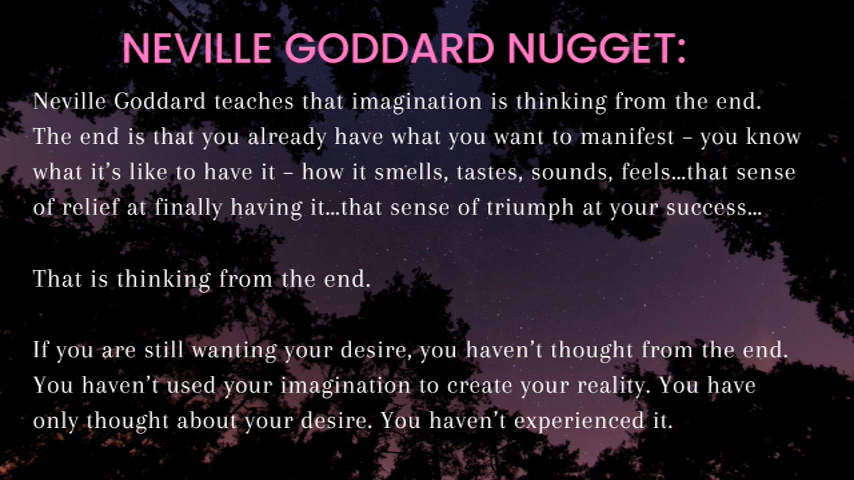 NEVILLE GODDARD NUGGET:
Neville Goddard teaches that imagination is thinking from the end.
The end is that you already have what you want to manifest – you know
what it’s like to have it – how it smells, tastes, sounds, feels...that sense
of relief at finally having it...that sense of triumph at your success...
That is thinking from the end.
If you are still wanting your desire, you haven’t thought from the end.
You haven’t used your imagination to create your reality. You have
only thought about your desire. You haven’t experienced it.